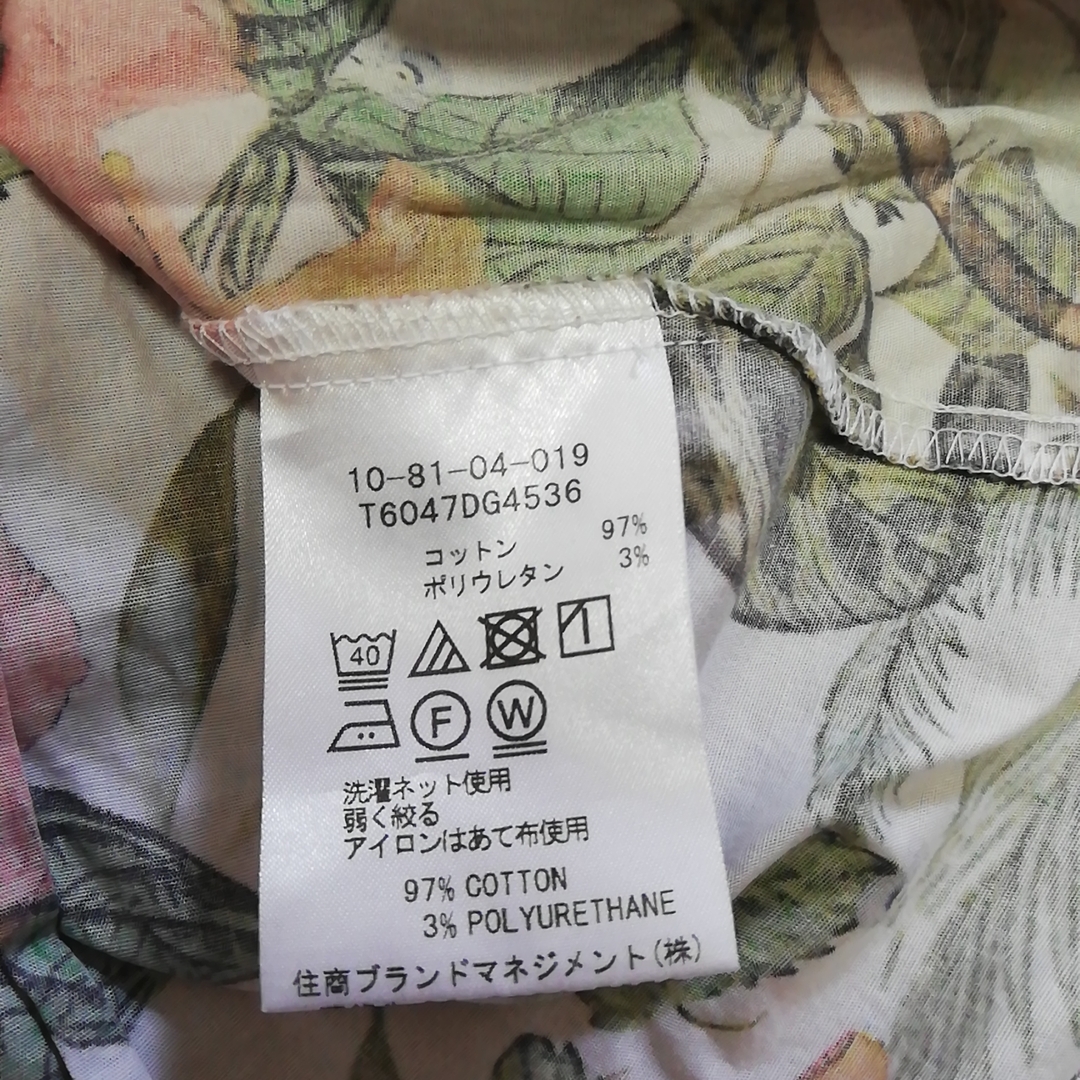 10-81-04-019
T6047DG4536
コットン 97%
ポリウレタン 3%
40
F W
洗濯ネット使用
弱く絞る
アイロンはあて布使用
97% COTTON
3% POLYURETHANE
住商ブランドマネジメント(株)